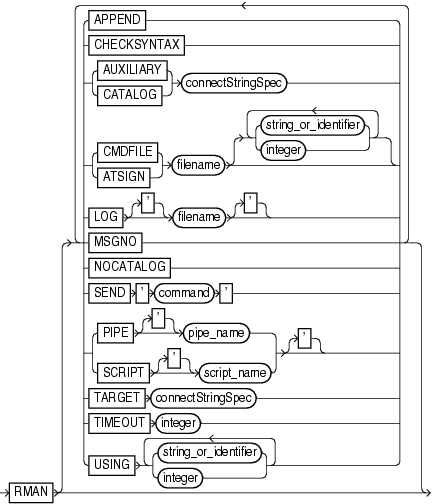 APPEND
CHECKSYNTAX
AUXILIARY
CATALOG
connectStringSpec
string_or_identifier
integer
CMDFILE
ATSIGN
filename
LOG ' filename '
MSGNO
NOCATALOG
SEND ' command '
PIPE ' pipe_name
'
SCRIPT ' script_name
TARGET connectStringSpec
TIMEOUT integer
string_or_identifier
USING
integer
RMAN